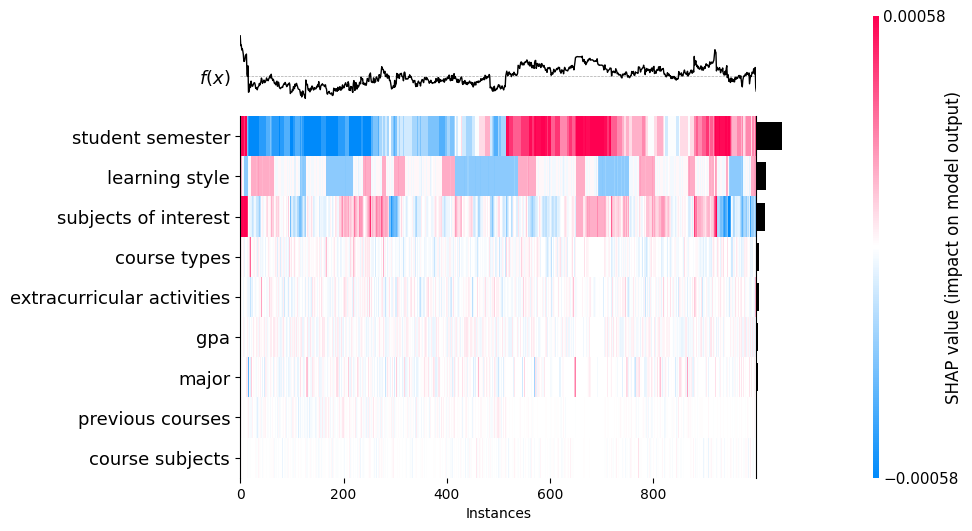 0.00058
f(x)
student semester
learning style
subjects of interest
course types
extracurricular activities
gpa
major
previous courses
course subjects
0 200 400 600 800
Instances
SHAP value (impact on model output)
−0.00058